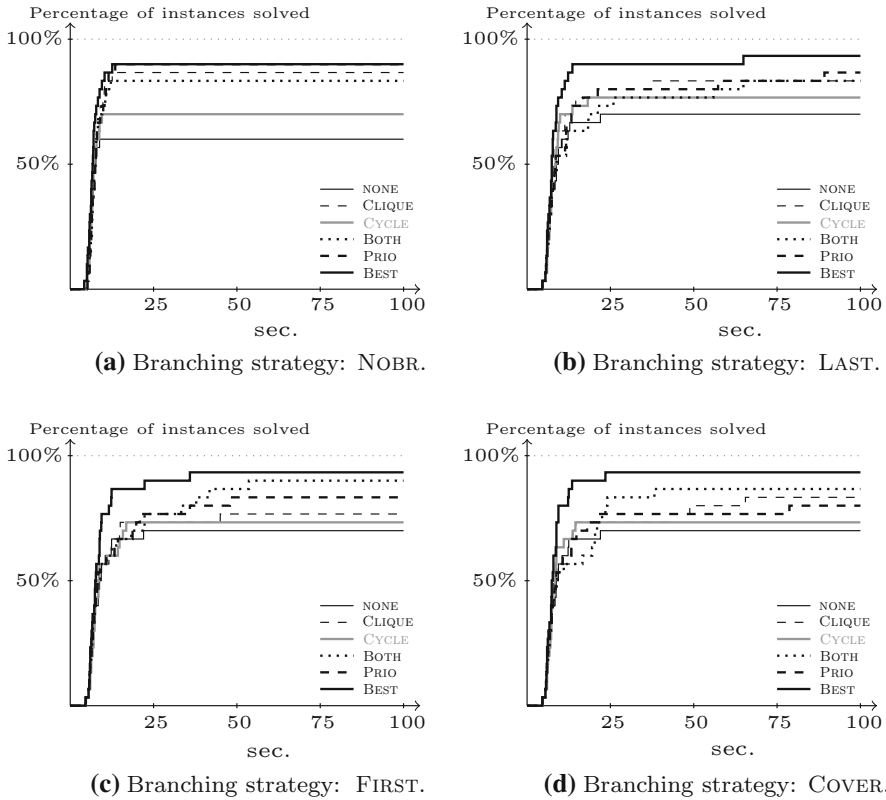 Percentage of instances solved
100%
50%
NONE
CLIQUE
CYCLE
BOTH
PRIO
BEST
25 50 75 100
sec.
(a) Branching strategy: NOBR.
Percentage of instances solved
100%
50%
NONE
CLIQUE
CYCLE
BOTH
PRIO
BEST
25 50 75 100
sec.
(b) Branching strategy: LAST.
Percentage of instances solved
100%
50%
NONE
CLIQUE
CYCLE
BOTH
PRIO
BEST
25 50 75 100
sec.
(c) Branching strategy: FIRST.
Percentage of instances solved
100%
50%
NONE
CLIQUE
CYCLE
BOTH
PRIO
BEST
25 50 75 100
sec.
(d) Branching strategy: COVER.